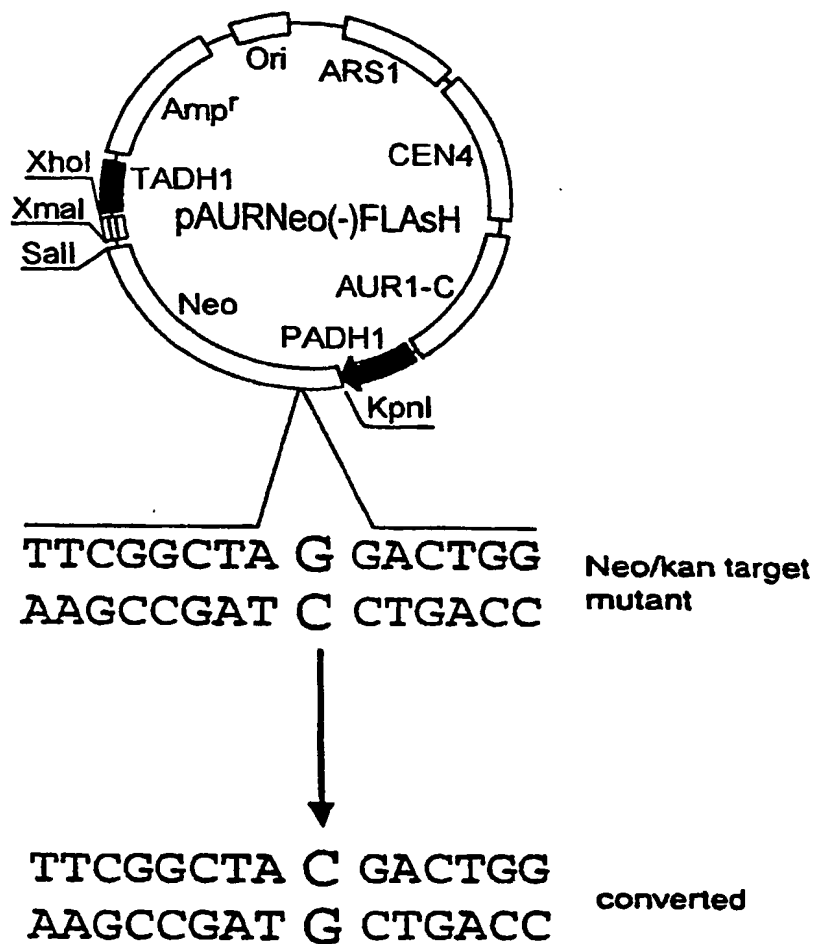 Ori
ARS1
Ampʳ
CEN4
XhoI
TADH1
XmaI
pAURNeo(-)FLAsH
SalI
AUR1-C
Neo
PADH1
KpnI
TTCGGCTA G GACTGG
AAGCCGAT C CTGACC
Neo/kan target
mutant
TTCGGCTA C GACTGG
AAGCCGAT G CTGACC
converted